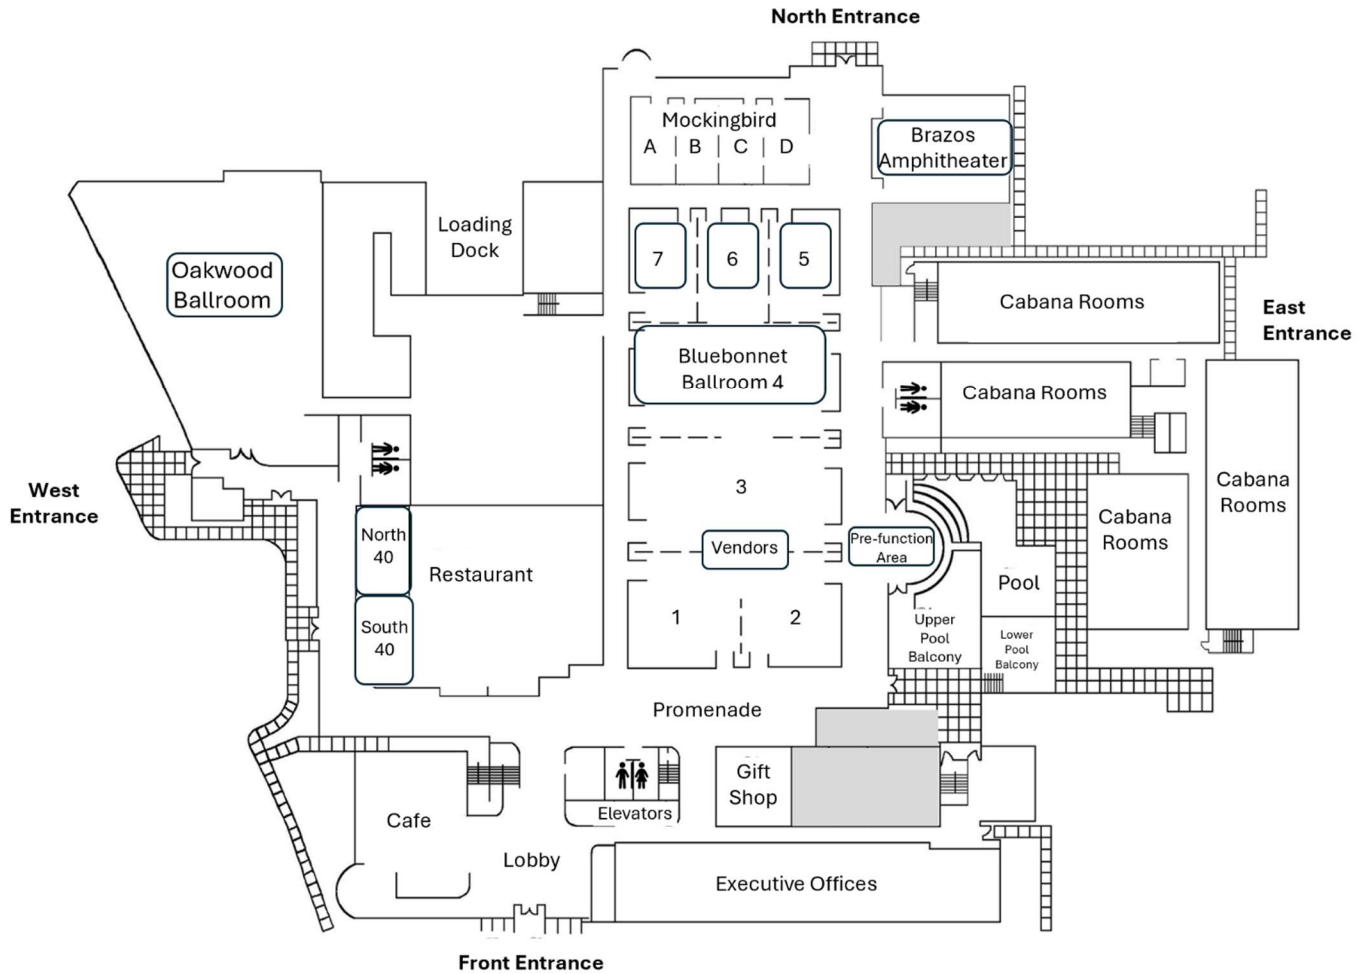 North Entrance
Mockingbird
A B C D
Brazos
Amphitheater
Loading
Dock
7
6
5
Oakwood
Ballroom
Cabana Rooms
East
Entrance
Bluebonnet
Ballroom 4
Cabana Rooms
West
Entrance
3
Cabana
Rooms
Cabana
Rooms
North
40
Restaurant
Vendors
Pre-function
Area
Pool
South
40
1
2
Upper
Pool
Balcony
Lower
Pool
Balcony
Promenade
Gift
Shop
Cafe
Elevators
Lobby
Executive Offices
Front Entrance